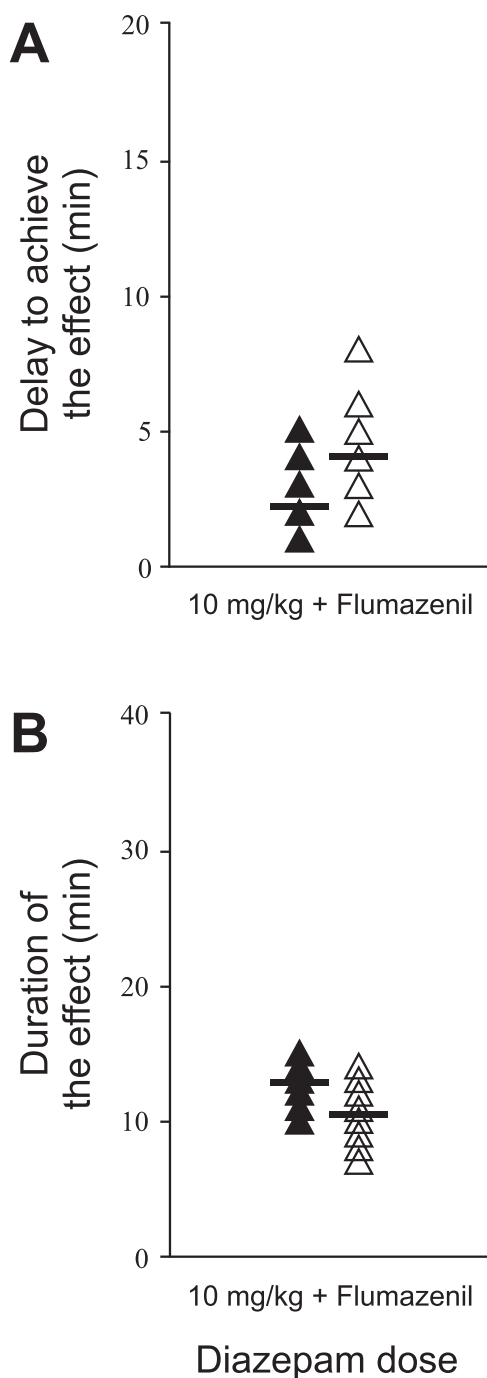 A
20
15
10
5
0
Delay to achieve
the effect (min)
10 mg/kg + Flumazenil
B
40
30
20
10
0
Duration of
the effect (min)
10 mg/kg + Flumazenil
Diazepam dose